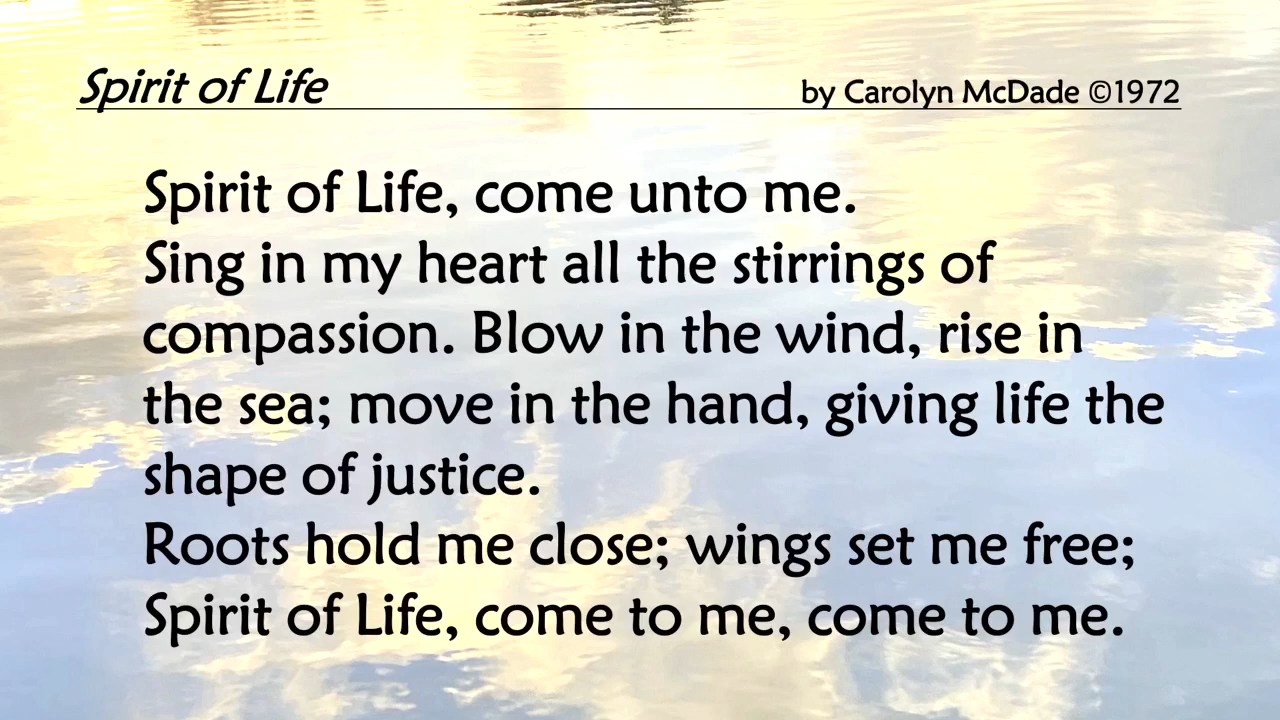 Spirit of Life
by Carolyn McDade ©1972
Spirit of Life, come unto me.
Sing in my heart all the stirrings of
compassion. Blow in the wind, rise in
the sea; move in the hand, giving life the
shape of justice.
Roots hold me close; wings set me free;
Spirit of Life, come to me, come to me.